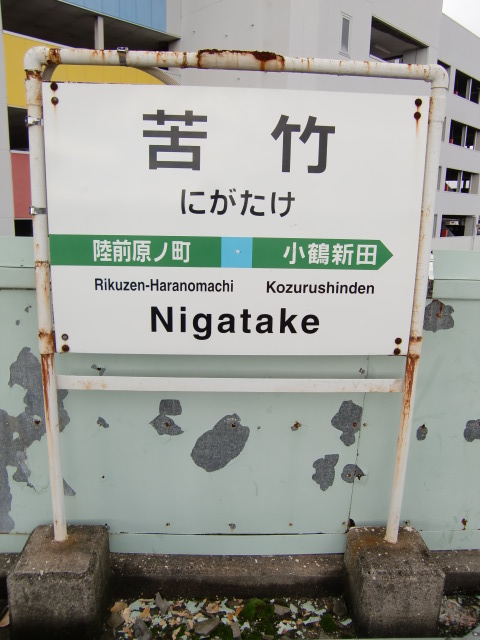 苦竹
にがたけ
陸前原ノ町 小鶴新田
Rikuzen-Haranomachi Kozurushinden
Nigatake